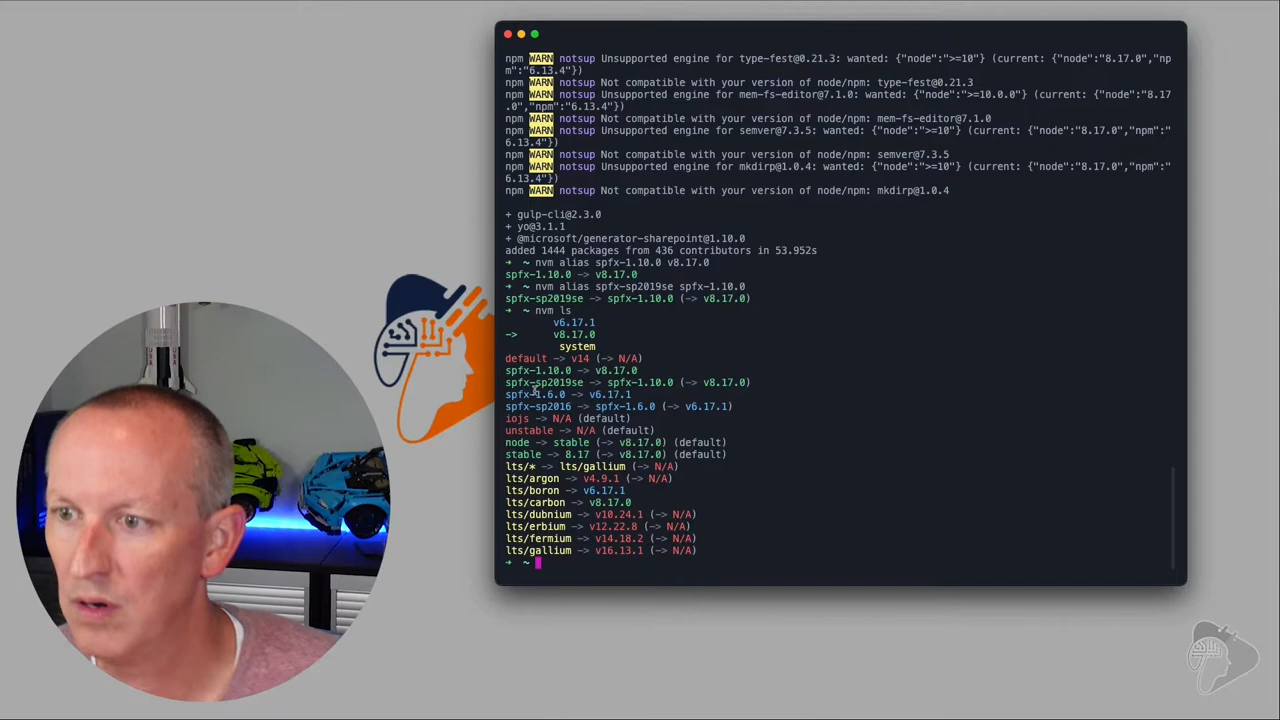 npm WARN notsup Unsupported engine for type-fest@0.21.3: wanted: {"node":">=10"} (current: {"node":"8.17.0","np
m":"6.13.4"})
npm WARN notsup Not compatible with your version of node/npm: type-fest@0.21.3
npm WARN notsup Unsupported engine for mem-fs-editor@7.1.0: wanted: {"node":">=10.0.0"} (current: {"node":"8.17
.0","npm":"6.13.4"})
npm WARN notsup Not compatible with your version of node/npm: mem-fs-editor@7.1.0
npm WARN notsup Unsupported engine for semver@7.3.5: wanted: {"node":">=10"} (current: {"node":"8.17.0","npm":"
6.13.4"})
npm WARN notsup Not compatible with your version of node/npm: semver@7.3.5
npm WARN notsup Unsupported engine for mkdirp@1.0.4: wanted: {"node":">=10"} (current: {"node":"8.17.0","npm":"
6.13.4"})
npm WARN notsup Not compatible with your version of node/npm: mkdirp@1.0.4
+ gulp-cli@2.3.0
+ yo@3.1.1
+ @microsoft/generator-sharepoint@1.10.0
added 1444 packages from 436 contributors in 53.952s
➜ ~ nvm alias spfx-1.10.0 v8.17.0
spfx-1.10.0 -> v8.17.0
➜ ~ nvm alias spfx-sp2019se spfx-1.10.0
spfx-sp2019se -> spfx-1.10.0 (-> v8.17.0)
➜ ~ nvm ls
v6.17.1
-> v8.17.0
system
default -> v14 (-> N/A)
spfx-1.10.0 -> v8.17.0
spfx-sp2019se -> spfx-1.10.0 (-> v8.17.0)
spfx-1.6.0 -> v6.17.1
spfx-sp2016 -> spfx-1.6.0 (-> v6.17.1)
iojs -> N/A (default)
unstable -> N/A (default)
node -> stable (-> v8.17.0) (default)
stable -> 8.17 (-> v8.17.0) (default)
lts/* -> lts/gallium (-> N/A)
lts/argon -> v4.9.1 (-> N/A)
lts/boron -> v6.17.1
lts/carbon -> v8.17.0
lts/dubnium -> v10.24.1 (-> N/A)
lts/erbium -> v12.22.8 (-> N/A)
lts/fermium -> v14.18.2 (-> N/A)
lts/gallium -> v16.13.1 (-> N/A)
➜ ~
USA
USA